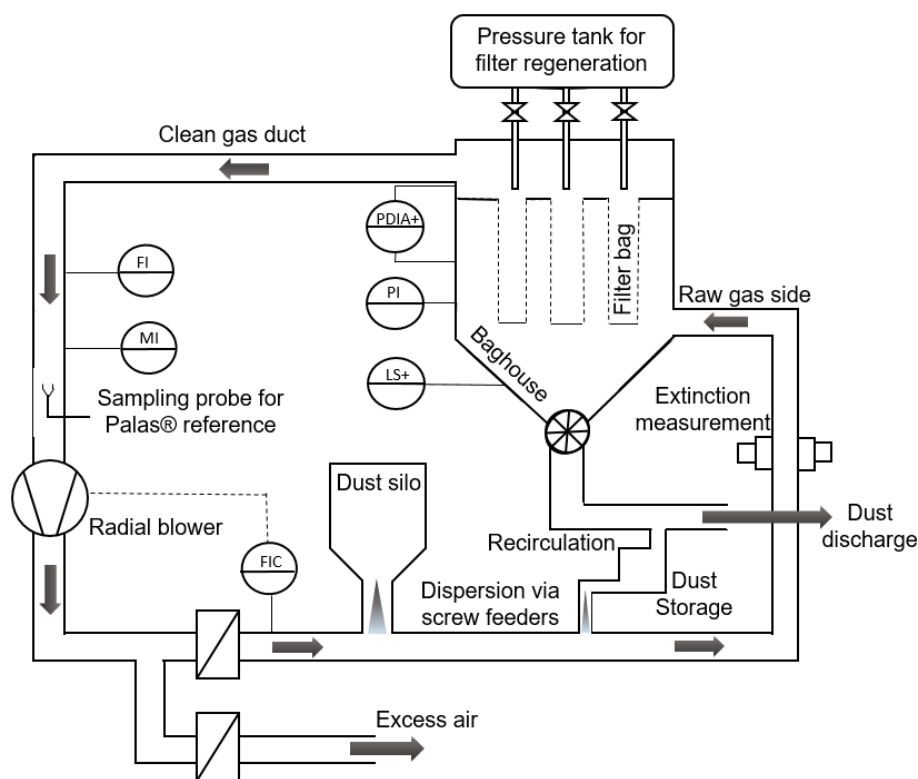 Pressure tank for
filter regeneration
Clean gas duct
PDIA+
FI
PI
Filter bag
Raw gas side
MI
LS+
Baghouse
Sampling probe for
Palas® reference
Extinction
measurement
Dust silo
Radial blower
Recirculation
Dust
discharge
FIC
Dispersion via
screw feeders
Dust
Storage
Excess air